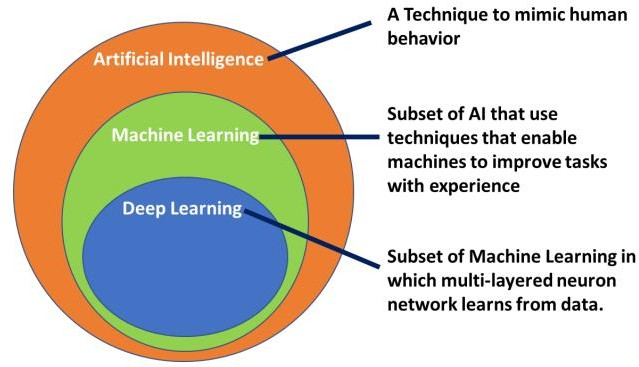 A Technique to mimic human
behavior
Artificial Intelligence
Subset of AI that use
techniques that enable
machines to improve tasks
with experience
Machine Learning
Deep Learning
Subset of Machine Learning in
which multi-layered neuron
network learns from data.